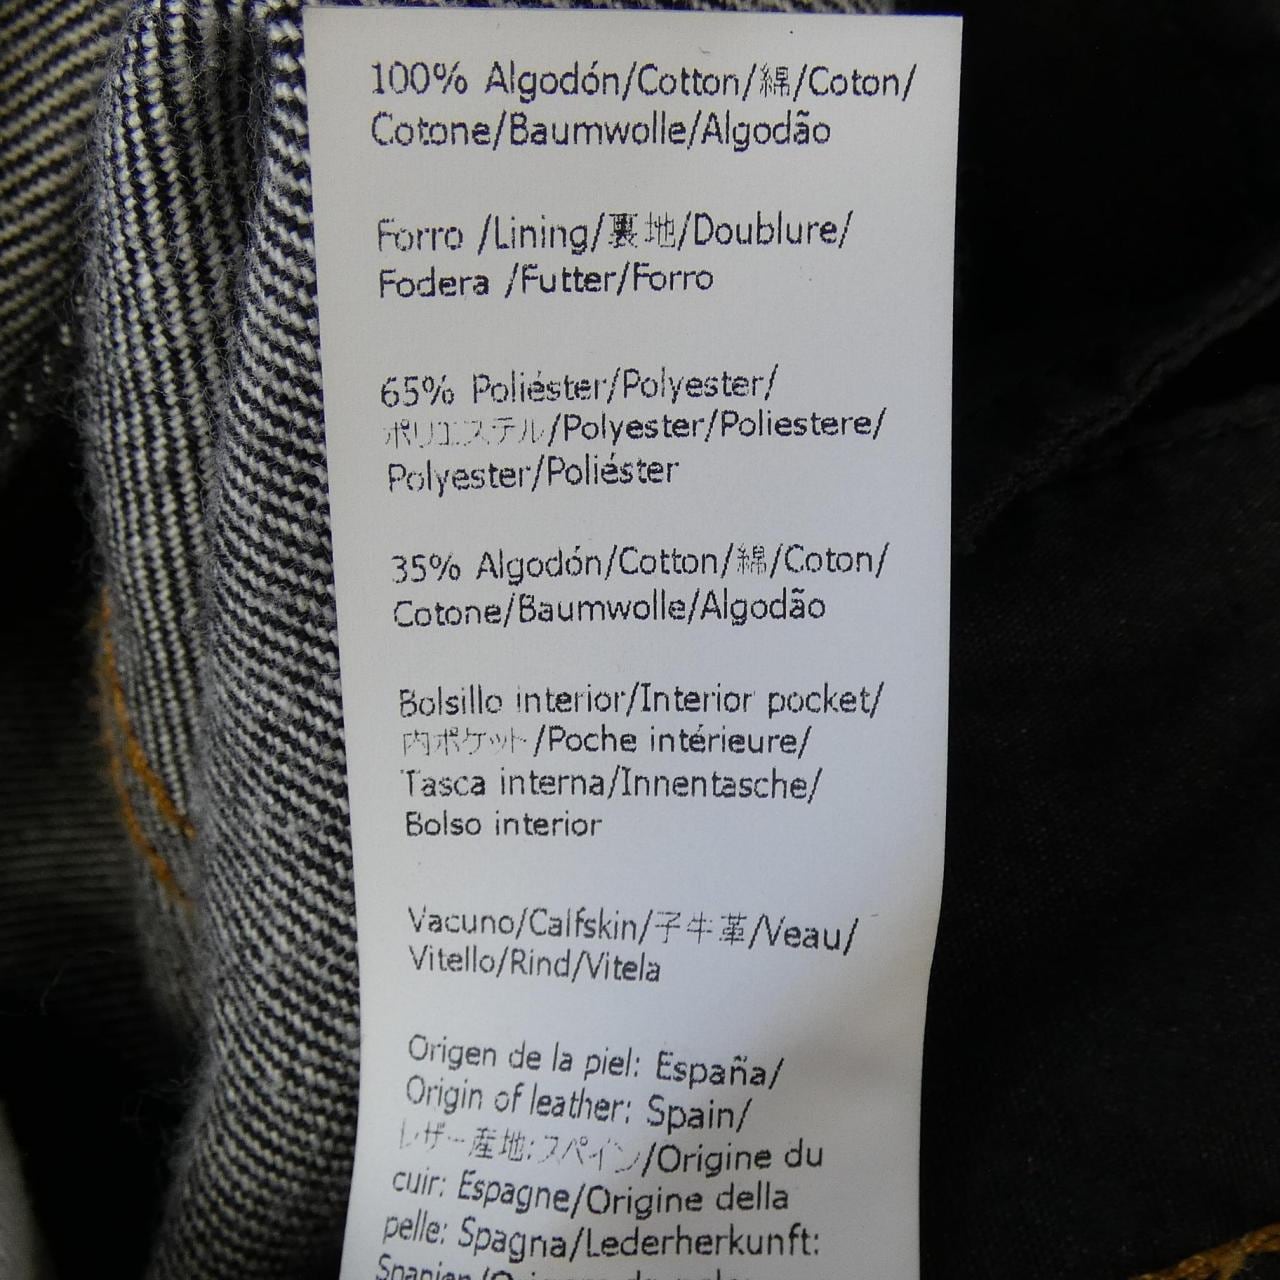 100% Algodón/Cotton/綿/Coton/
Cotone/Baumwolle/Algodão
Forro /Lining/裏地/Doublure/
Fodera /Futter/Forro
65% Poliéster/Polyester/
ポリエステル/Polyester/Poliestere/
Polyester/Poliéster
35% Algodón/Cotton/綿/Coton/
Cotone/Baumwolle/Algodão
Bolsillo interior/Interior pocket/
内ポケット/Poche intérieure/
Tasca interna/Innentasche/
Bolso interior
Vacuno/Calfskin/子牛革/Veau/
Vitello/Rind/Vitela
Origen de la piel: España/
Origin of leather: Spain/
レザー産地:スペイン/Origine du
cuir: Espagne/Origine della
pelle: Spagna/Lederherkunft:
Spanien